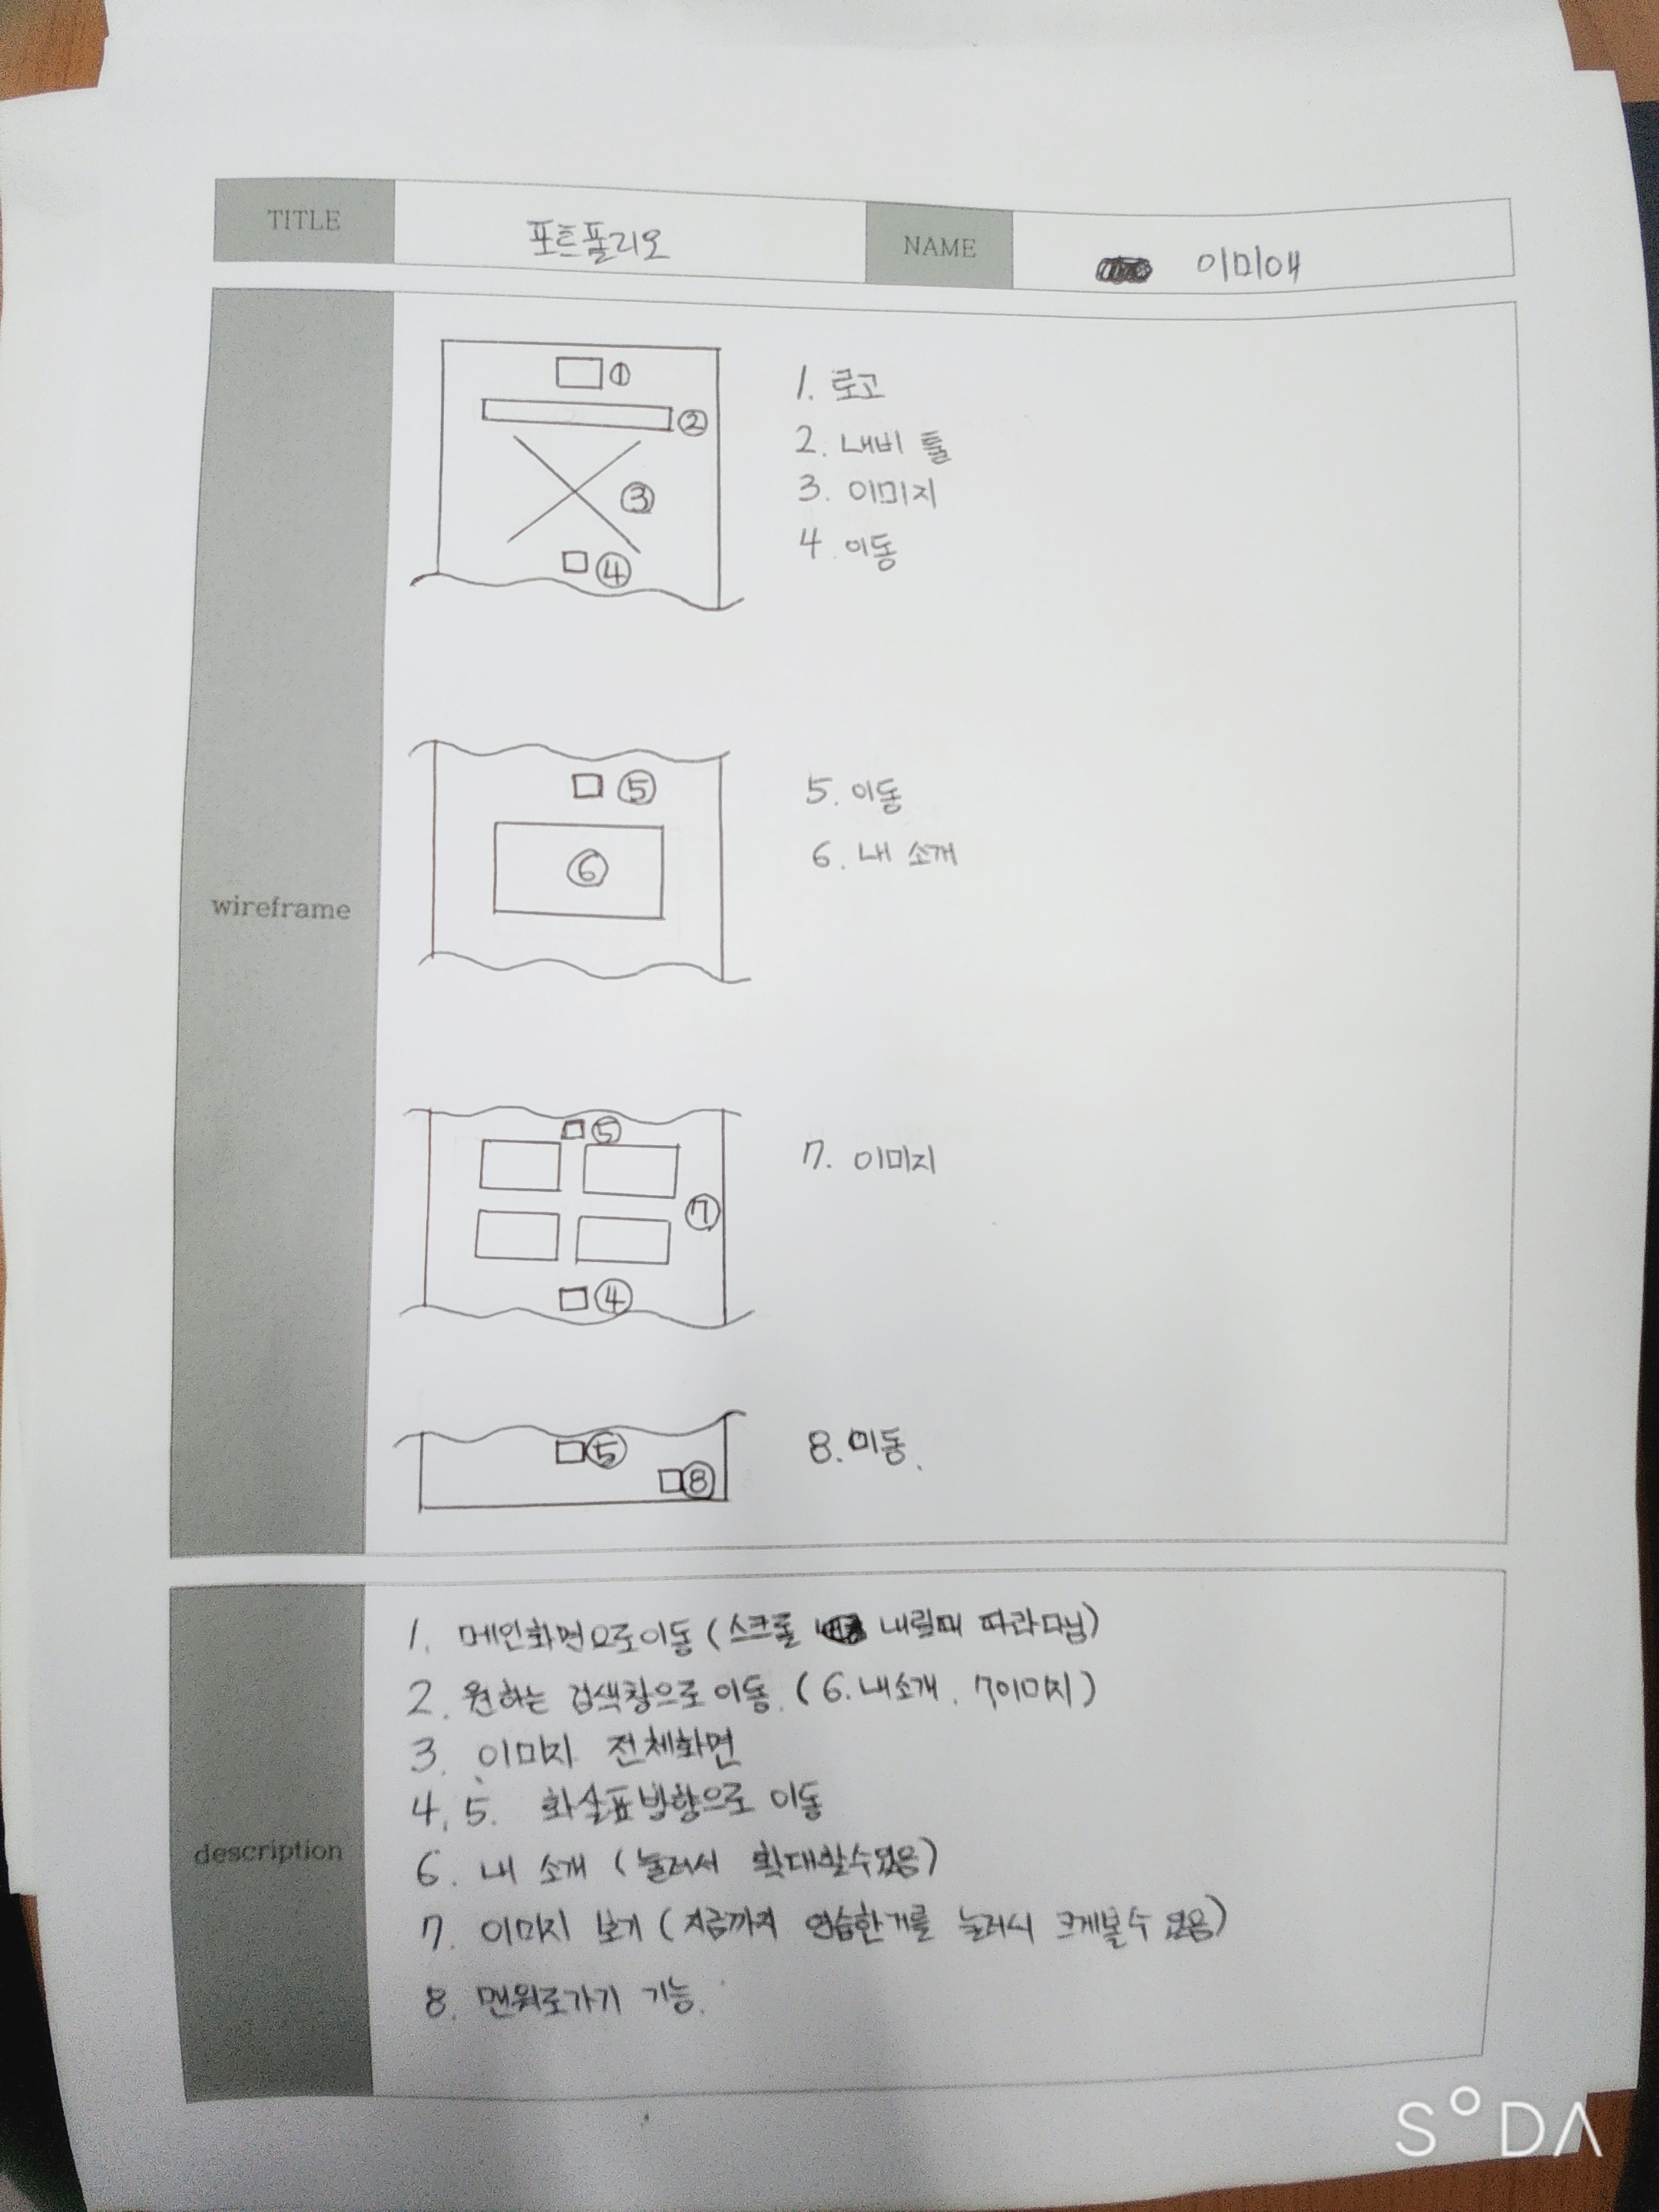 TITLE 포트폴리오 NAME 이미애
wireframe
①
②
③
④
1. 로고
2. 내비 툴
3. 이미지
4. 이동
⑤
⑥
5. 이동
6. 내 소개
⑤
⑦
④
7. 이미지
⑤
⑧
8. 이동.
description
1. 메인화면으로이동 (스크롤 내릴때 따라다님)
2. 원하는 검색창으로 이동. (6. 내소개. 7이미지)
3. 이미지 전체화면
4, 5. 화살표방향으로 이동
6. 내 소개 (눌러서 확대할수있음)
7. 이미지 보기 (지금까지 연습한거를 눌러서 크게볼수 있음)
8. 맨위로가기 기능.
S°DA